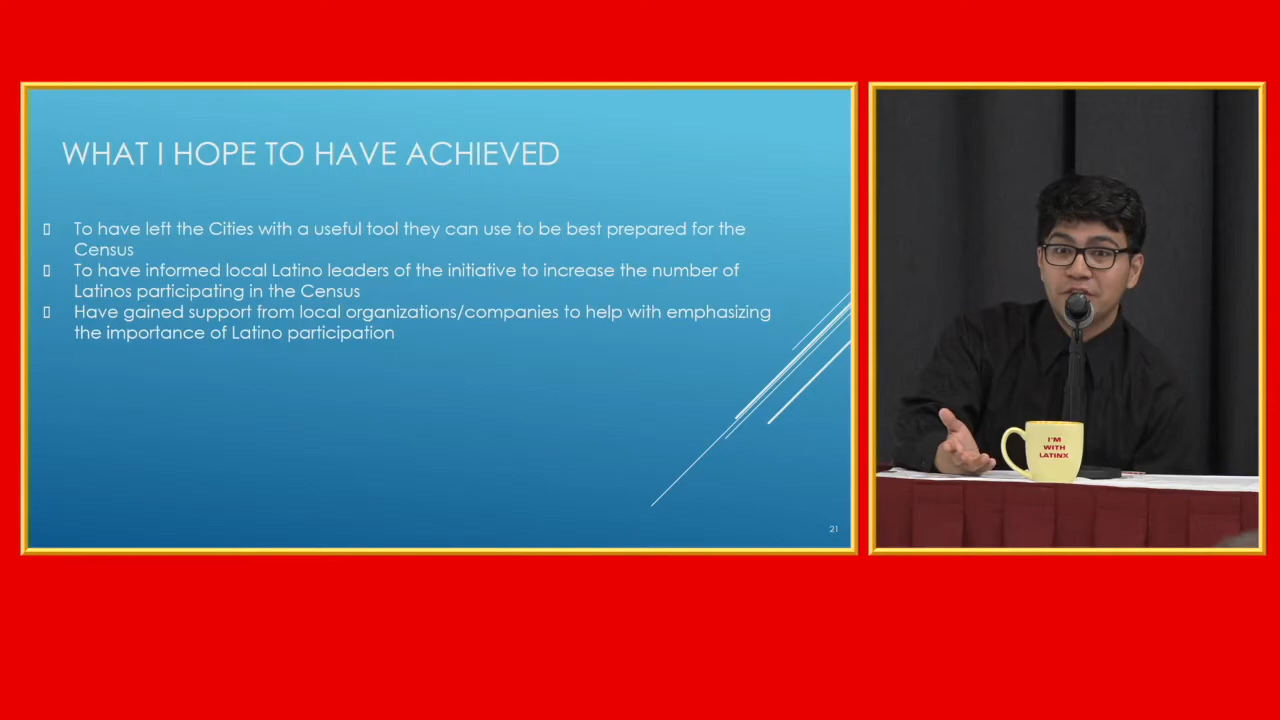 WHAT I HOPE TO HAVE ACHIEVED
To have left the Cities with a useful tool they can use to be best prepared for the
Census
To have informed local Latino leaders of the initiative to increase the number of
Latinos participating in the Census
Have gained support from local organizations/companies to help with emphasizing
the importance of Latino participation
21
I'M
WITH
LATINX